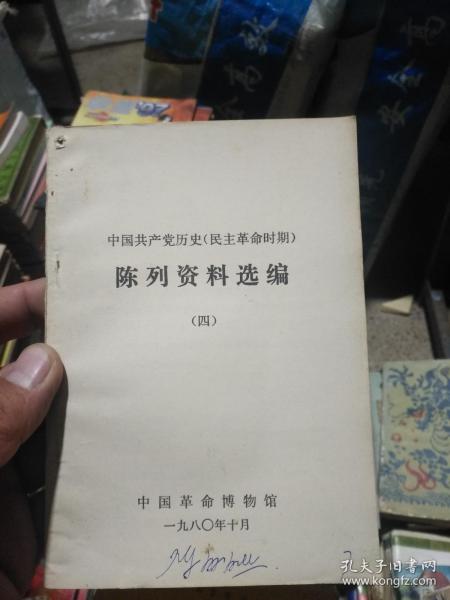 中国共产党历史(民主革命时期)
陈列资料选编
(四)
中国革命博物馆
一九八〇年十月
孔夫子旧书网
www.kongfz.com